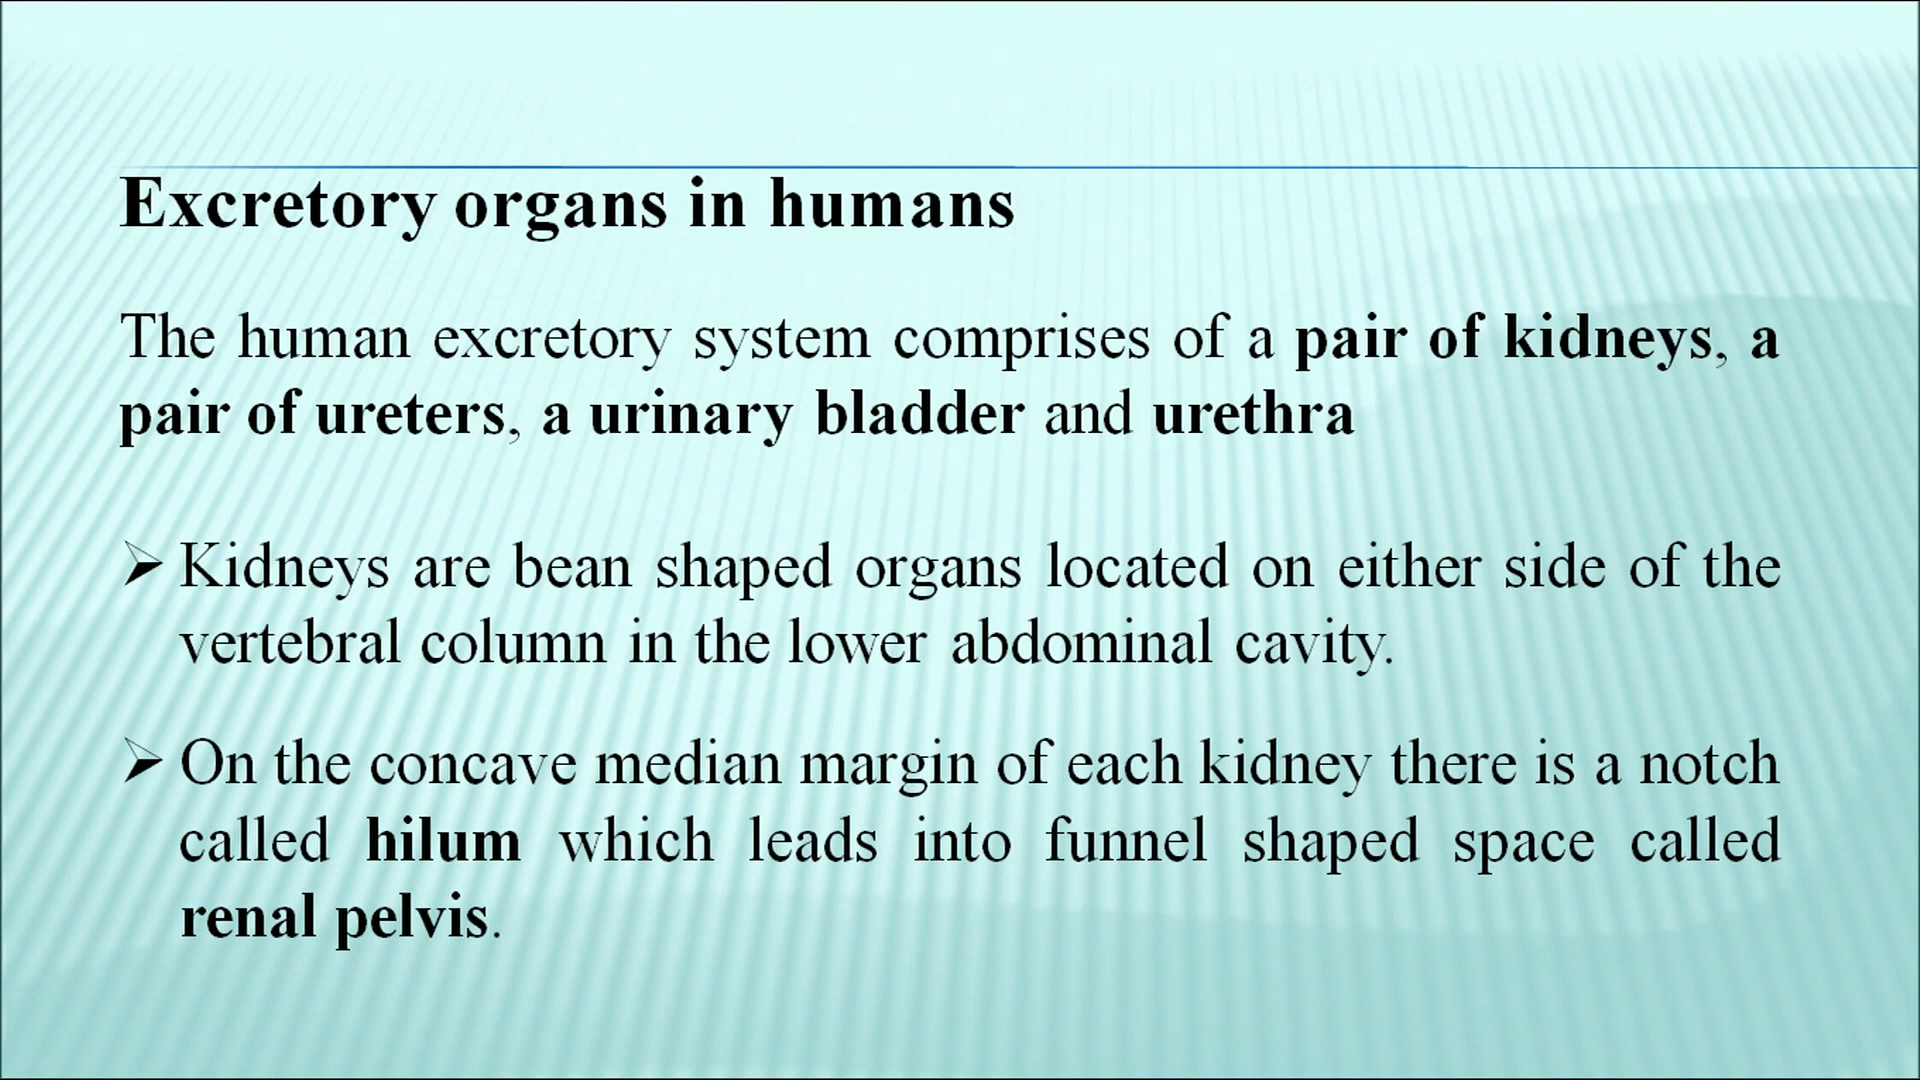 Excretory organs in humans
The human excretory system comprises of a pair of kidneys, a
pair of ureters, a urinary bladder and urethra
➢ Kidneys are bean shaped organs located on either side of the
vertebral column in the lower abdominal cavity.
➢ On the concave median margin of each kidney there is a notch
called hilum which leads into funnel shaped space called
renal pelvis.